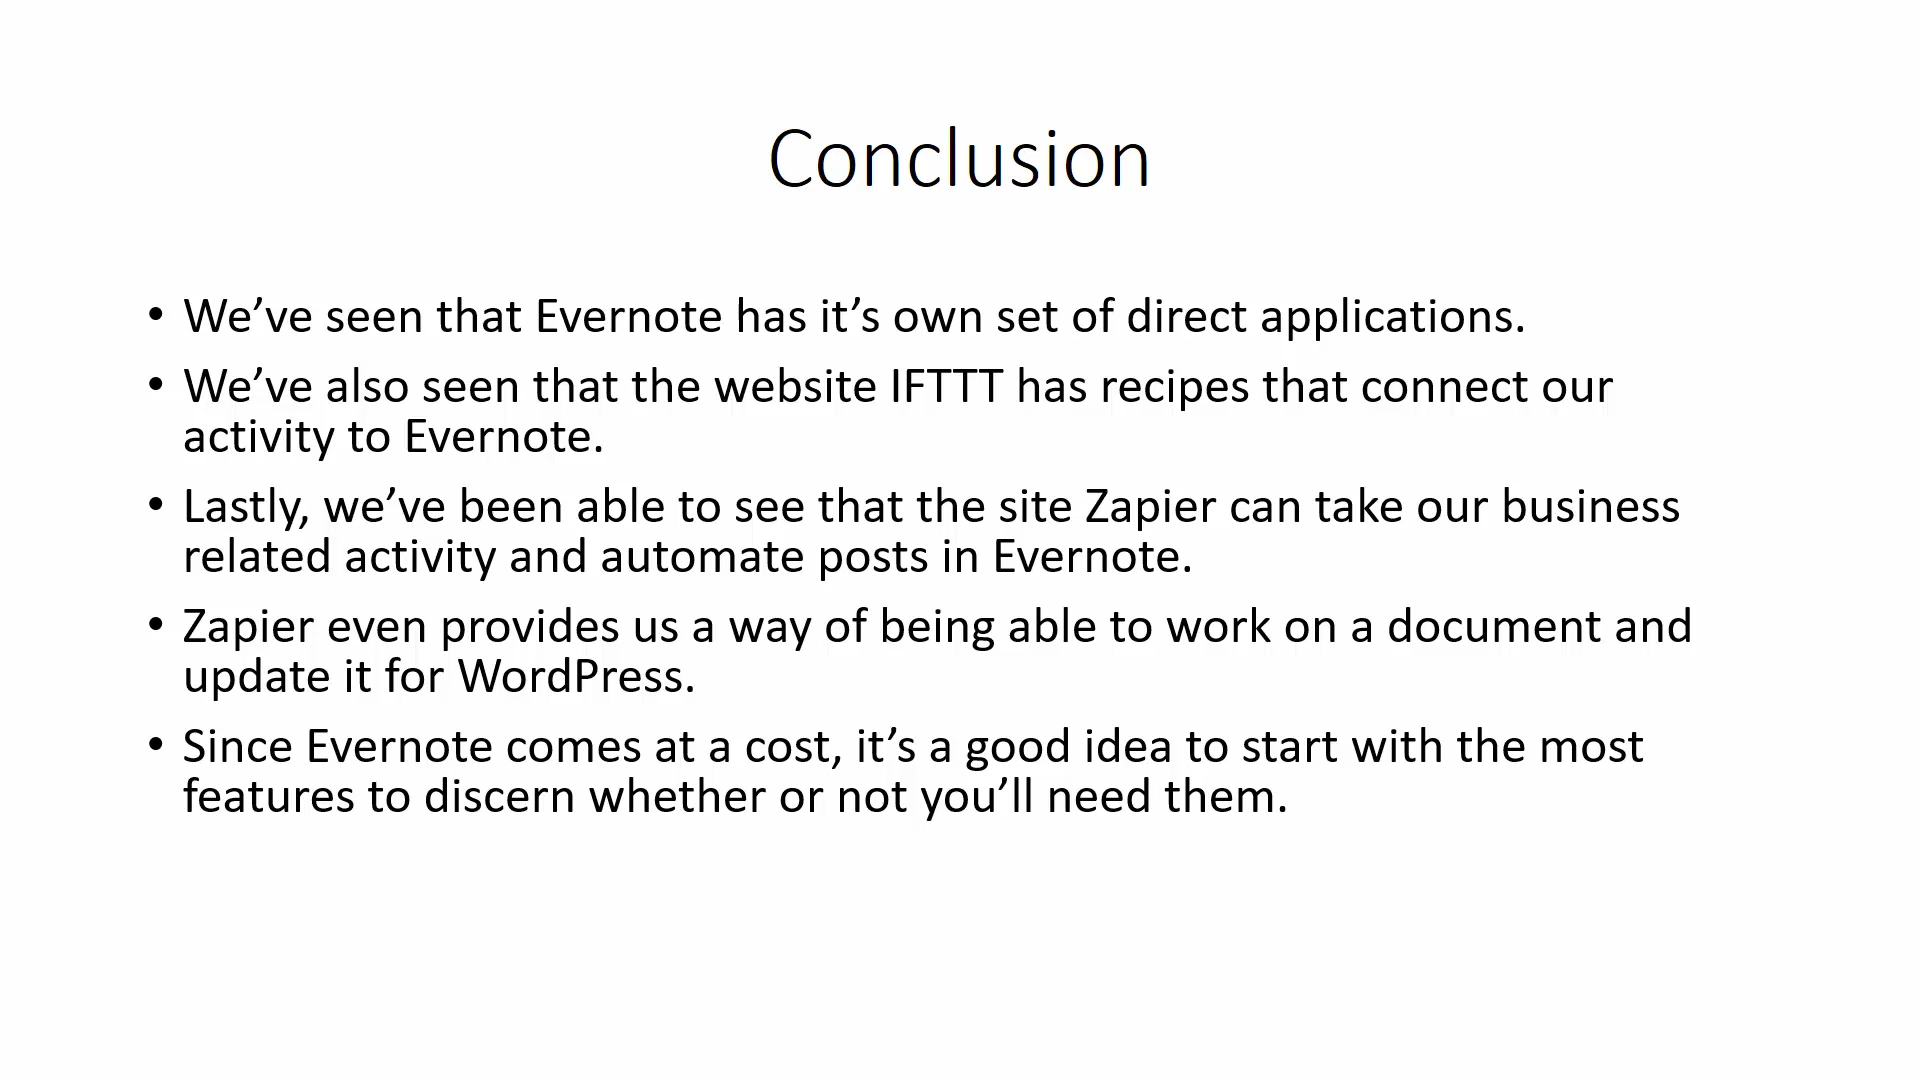 Conclusion
• We’ve seen that Evernote has it’s own set of direct applications.
• We’ve also seen that the website IFTTT has recipes that connect our
activity to Evernote.
• Lastly, we’ve been able to see that the site Zapier can take our business
related activity and automate posts in Evernote.
• Zapier even provides us a way of being able to work on a document and
update it for WordPress.
• Since Evernote comes at a cost, it’s a good idea to start with the most
features to discern whether or not you’ll need them.